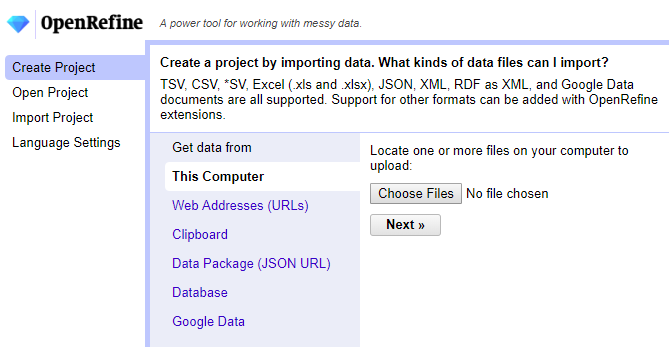 OpenRefine
A power tool for working with messy data.
Create Project
Open Project
Import Project
Language Settings
Create a project by importing data. What kinds of data files can I import?
TSV, CSV, *SV, Excel (.xls and .xlsx), JSON, XML, RDF as XML, and Google Data
documents are all supported. Support for other formats can be added with OpenRefine
extensions.
Get data from
This Computer
Web Addresses (URLs)
Clipboard
Data Package (JSON URL)
Database
Google Data
Locate one or more files on your computer to
upload:
Choose Files No file chosen
Next »